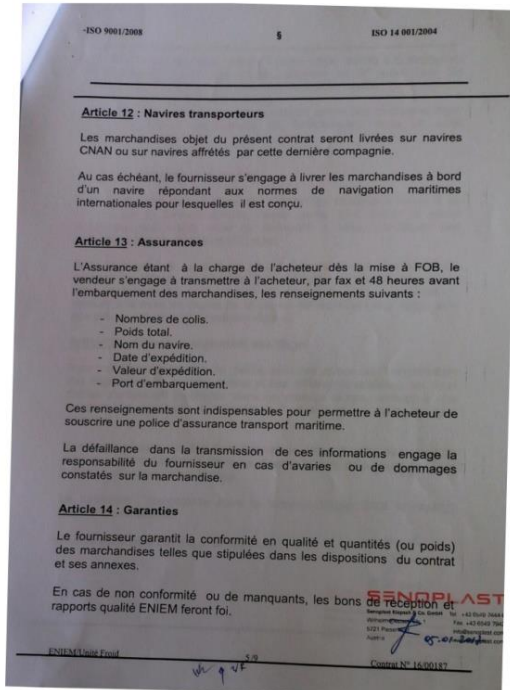 -ISO 9001/2008
§
ISO 14 001/2004
Article 12 : Navires transporteurs
Les marchandises objet du présent contrat seront livrées sur navires
CNAN ou sur navires affrétés par cette dernière compagnie.
Au cas échéant, le fournisseur s'engage à livrer les marchandises à bord
d'un navire répondant aux normes de navigation maritimes
internationales pour lesquelles il est conçu.
Article 13 : Assurances
L'Assurance étant à la charge de l'acheteur dès la mise à FOB, le
vendeur s'engage à transmettre à l'acheteur, par fax et 48 heures avant
l'embarquement des marchandises, les renseignements suivants :
- Nombres de colis.
- Poids total.
- Nom du navire.
- Date d'expédition.
- Valeur d'expédition.
- Port d'embarquement.
Ces renseignements sont indispensables pour permettre à l'acheteur de
souscrire une police d'assurance transport maritime.
La défaillance dans la transmission de ces informations engage la
responsabilité du fournisseur en cas d'avaries ou de dommages
constatés sur la marchandise.
Article 14 : Garanties
Le fournisseur garantit la conformité en qualité et quantités (ou poids)
des marchandises telles que stipulées dans les dispositions du contrat
et ses annexes.
En cas de non conformité ou de manquants, les bons de réception et
rapports qualité ENIEM feront foi.
SENOPLAST
Senoplast Klepsch & Co. GmbH
Austria
ENIEM/Unité Froid
5/9
Contrat N° 16/00187